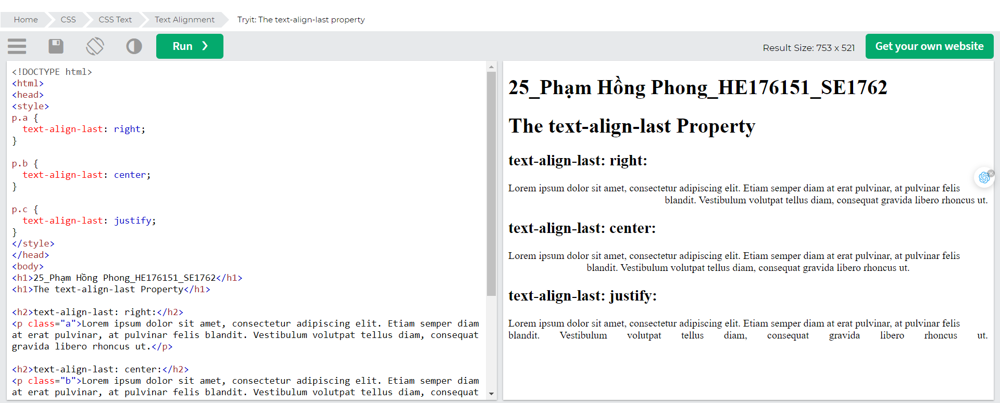 Home CSS CSS Text Text Alignment Tryit: The text-align-last property
Run ❯ Result Size: 753 x 521 Get your own website
<!DOCTYPE html>
<html>
<head>
<style>
p.a {
  text-align-last: right;
}

p.b {
  text-align-last: center;
}

p.c {
  text-align-last: justify;
}
</style>
</head>
<body>
<h1>25_Phạm Hồng Phong_HE176151_SE1762</h1>
<h1>The text-align-last Property</h1>

<h2>text-align-last: right:</h2>
<p class="a">Lorem ipsum dolor sit amet, consectetur adipiscing elit. Etiam semper diam
at erat pulvinar, at pulvinar felis blandit. Vestibulum volutpat tellus diam, consequat
gravida libero rhoncus ut.</p>

<h2>text-align-last: center:</h2>
<p class="b">Lorem ipsum dolor sit amet, consectetur adipiscing elit. Etiam semper diam
at erat pulvinar, at pulvinar felis blandit. Vestibulum volutpat tellus diam, consequat

25_Phạm Hồng Phong_HE176151_SE1762
The text-align-last Property
text-align-last: right:
Lorem ipsum dolor sit amet, consectetur adipiscing elit. Etiam semper diam at erat pulvinar, at pulvinar felis
blandit. Vestibulum volutpat tellus diam, consequat gravida libero rhoncus ut.
text-align-last: center:
Lorem ipsum dolor sit amet, consectetur adipiscing elit. Etiam semper diam at erat pulvinar, at pulvinar felis
blandit. Vestibulum volutpat tellus diam, consequat gravida libero rhoncus ut.
text-align-last: justify:
Lorem ipsum dolor sit amet, consectetur adipiscing elit. Etiam semper diam at erat pulvinar, at pulvinar felis
blandit. Vestibulum volutpat tellus diam, consequat gravida libero rhoncus ut.